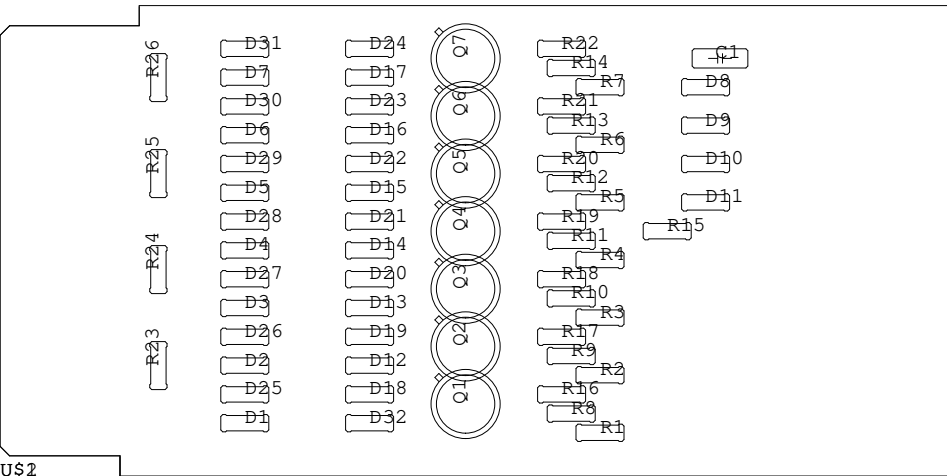 R26 D31 D24 Q7 R22 C1
R14
D7 D17 R7 D8
D30 D23 Q6 R21
R13 D9
D6 D16 R6
R25 D29 D22 Q5 R20 D10
R12
D5 D15 R5 D11
D28 D21 Q4 R19 R15
R11
R24 D4 D14 R4
D27 D20 Q3 R18
R10
D3 D13 R3
R23 D26 D19 Q2 R17
R9
D2 D12 R2
D25 D18 Q1 R16
R8
D1 D32 R1